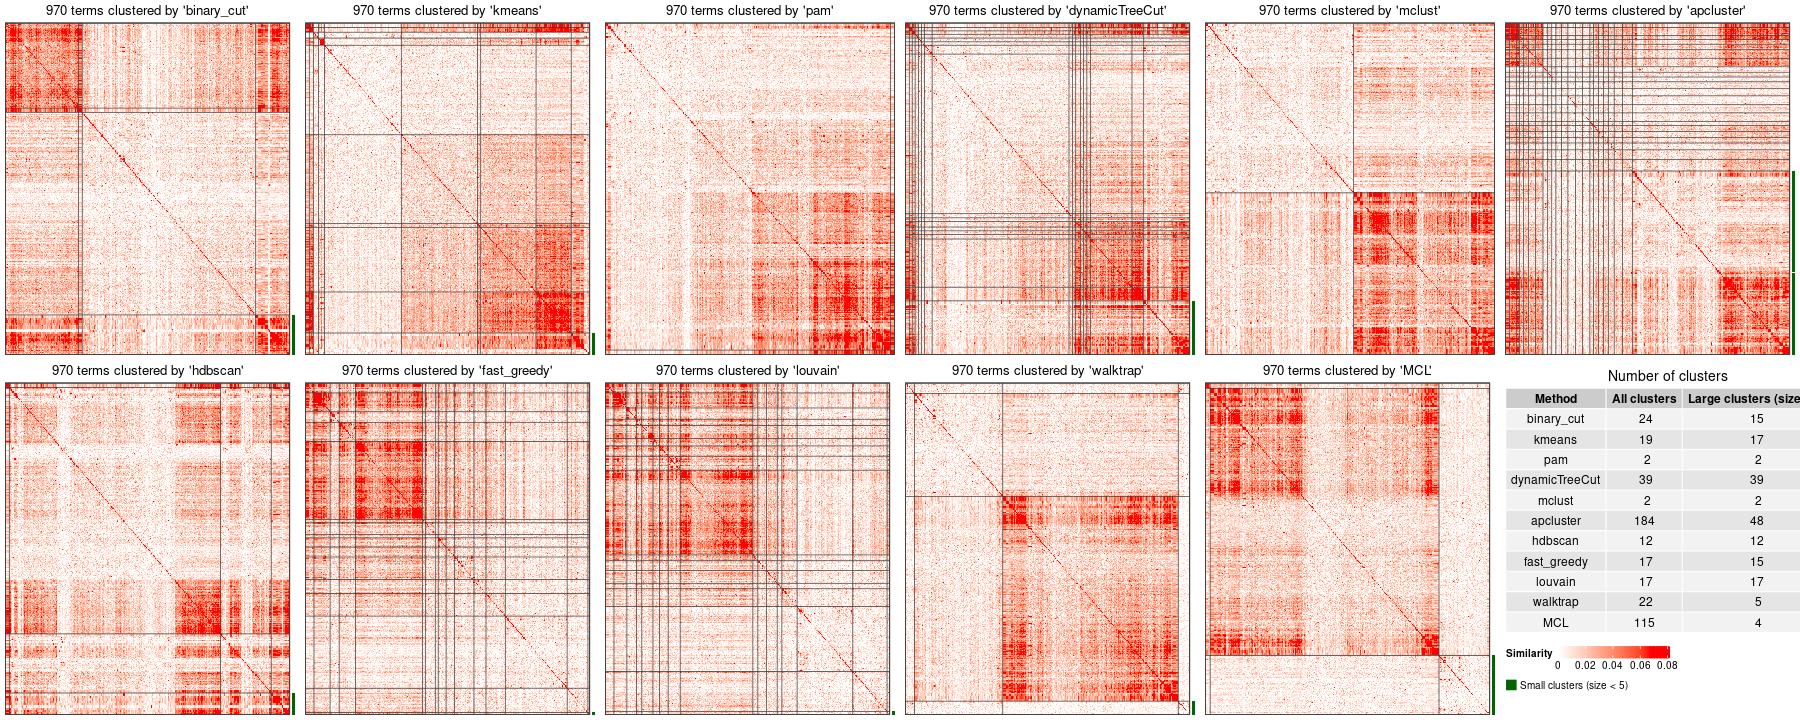 970 terms clustered by 'binary_cut'
970 terms clustered by 'kmeans'
970 terms clustered by 'pam'
970 terms clustered by 'dynamicTreeCut'
970 terms clustered by 'mclust'
970 terms clustered by 'apcluster'
970 terms clustered by 'hdbscan'
970 terms clustered by 'fast_greedy'
970 terms clustered by 'louvain'
970 terms clustered by 'walktrap'
970 terms clustered by 'MCL'
Number of clusters
Method All clusters Large clusters (size
binary_cut 24 15
kmeans 19 17
pam 2 2
dynamicTreeCut 39 39
mclust 2 2
apcluster 184 48
hdbscan 12 12
fast_greedy 17 15
louvain 17 17
walktrap 22 5
MCL 115 4
Similarity
0 0.02 0.04 0.06 0.08
Small clusters (size < 5)